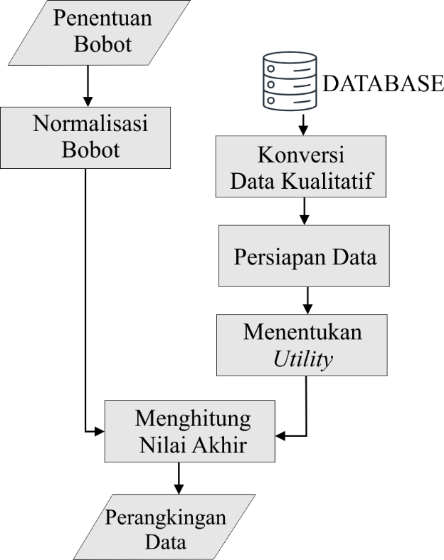 Penentuan
Bobot
Normalisasi
Bobot
DATABASE
Konversi
Data Kualitatif
Persiapan Data
Menentukan
Utility
Menghitung
Nilai Akhir
Perangkingan
Data